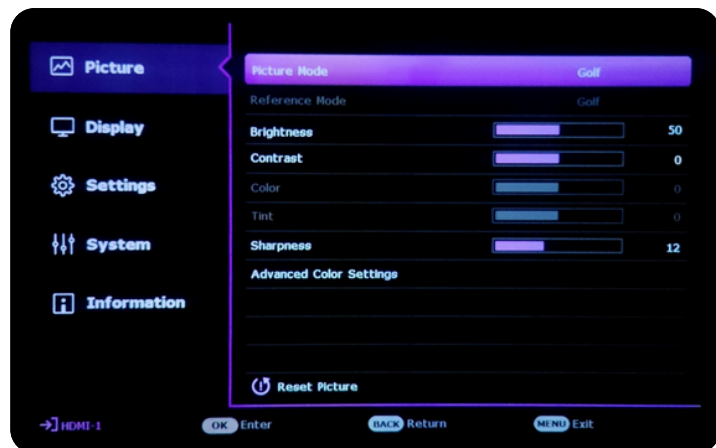 Picture
Display
Settings
System
Information
Picture Mode Golf
Reference Mode Golf
Brightness 50
Contrast 0
Color 0
Tint 0
Sharpness 12
Advanced Color Settings
Reset Picture
HDMI-1 OK Enter BACK Return MENU Exit